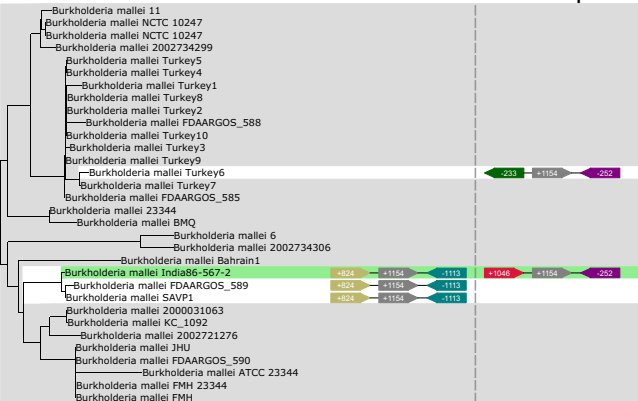 Burkholderia mallei 11
Burkholderia mallei NCTC 10247
Burkholderia mallei NCTC 10247
Burkholderia mallei 2002734299
Burkholderia mallei Turkey5
Burkholderia mallei Turkey4
Burkholderia mallei Turkey1
Burkholderia mallei Turkey8
Burkholderia mallei Turkey2
Burkholderia mallei FDAARGOS_588
Burkholderia mallei Turkey10
Burkholderia mallei Turkey3
Burkholderia mallei Turkey9
Burkholderia mallei Turkey6 -233 +1154 -252
Burkholderia mallei Turkey7
Burkholderia mallei FDAARGOS_585
Burkholderia mallei 23344
Burkholderia mallei BMQ
Burkholderia mallei 6
Burkholderia mallei 2002734306
Burkholderia mallei Bahrain1
Burkholderia mallei India86-567-2 +824 +1154 -1113 +1046 +1154 -252
Burkholderia mallei FDAARGOS_589 +824 +1154 -1113
Burkholderia mallei SAVP1 +824 +1154 -1113
Burkholderia mallei 2000031063
Burkholderia mallei KC_1092
Burkholderia mallei 2002721276
Burkholderia mallei JHU
Burkholderia mallei FDAARGOS_590
Burkholderia mallei ATCC 23344
Burkholderia mallei FMH 23344
Burkholderia mallei FMH